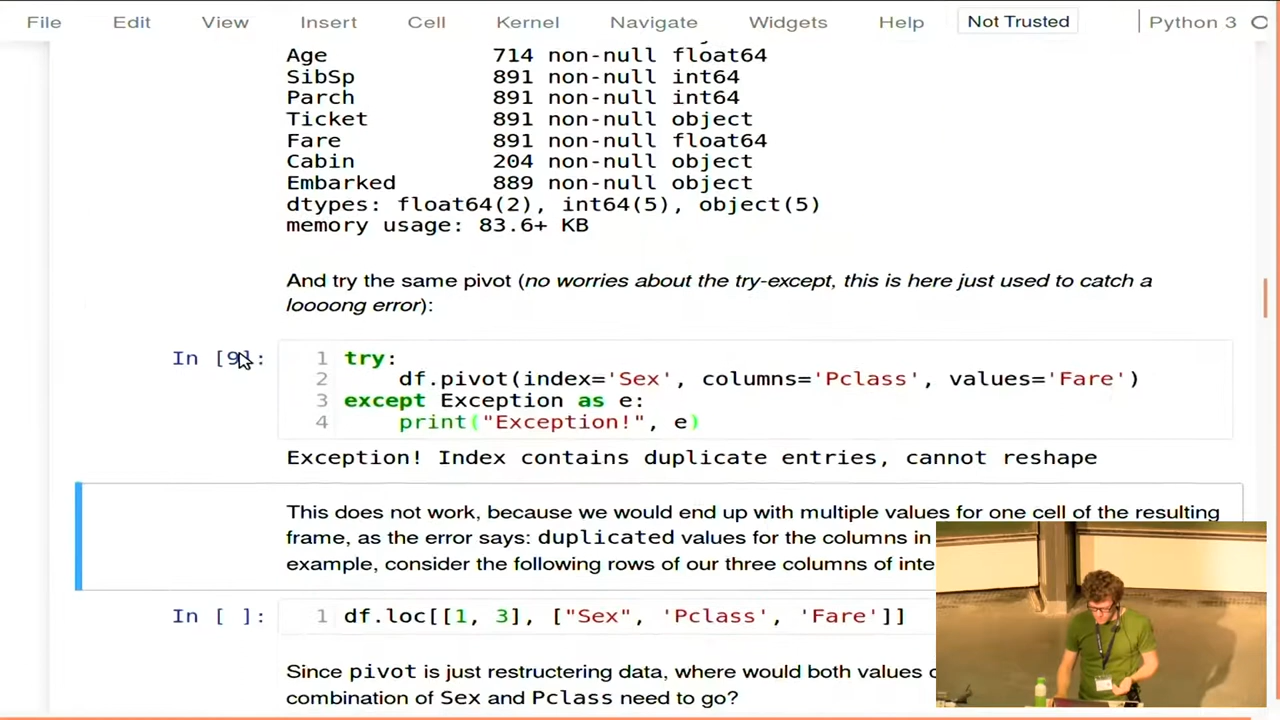 File Edit View Insert Cell Kernel Navigate Widgets Help Not Trusted Python 3
Age 714 non-null float64
SibSp 891 non-null int64
Parch 891 non-null int64
Ticket 891 non-null object
Fare 891 non-null float64
Cabin 204 non-null object
Embarked 889 non-null object
dtypes: float64(2), int64(5), object(5)
memory usage: 83.6+ KB
And try the same pivot (no worries about the try-except, this is here just used to catch a
loooong error):
In [9]: 1 try:
2 df.pivot(index='Sex', columns='Pclass', values='Fare')
3 except Exception as e:
4 print("Exception!", e)
Exception! Index contains duplicate entries, cannot reshape
This does not work, because we would end up with multiple values for one cell of the resulting
frame, as the error says: duplicated values for the columns in
example, consider the following rows of our three columns of
In [ ]: 1 df.loc[[1, 3], ["Sex", 'Pclass', 'Fare']]
Since pivot is just restructering data, where would both values
combination of Sex and Pclass need to go?